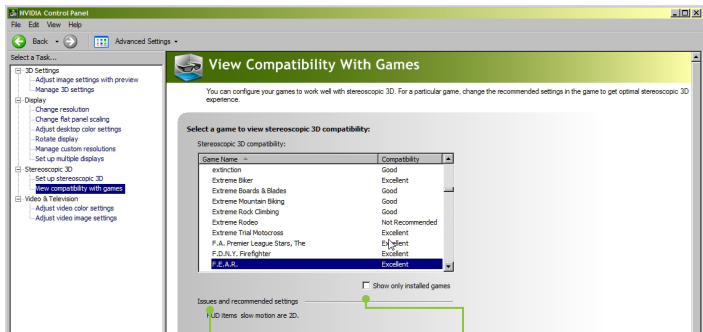 NVIDIA Control Panel
File Edit View Help
Back Advanced Settings
Select a Task...
3D Settings
Adjust image settings with preview
Manage 3D settings
Display
Change resolution
Change flat panel scaling
Adjust desktop color settings
Rotate display
Manage custom resolutions
Set up multiple displays
Stereoscopic 3D
Set up stereoscopic 3D
View compatibility with games
Video & Television
Adjust video color settings
Adjust video image settings
View Compatibility With Games
You can configure your games to work well with stereoscopic 3D. For a particular game, change the recommended settings in the game to get optimal stereoscopic 3D
experience.
Select a game to view stereoscopic 3D compatibility:
Stereoscopic 3D compatibility:
Game Name Compatibility
extinction Good
Extreme Biker Excellent
Extreme Boards & Blades Good
Extreme Mountain Biking Good
Extreme Rock Climbing Good
Extreme Rodeo Not Recommended
Extreme Trial Motocross Excellent
F.A. Premier League Stars, The Excellent
F.D.N.Y. Firefighter Excellent
F.E.A.R. Excellent
Show only installed games
Issues and recommended settings
HUD items slow motion are 2D.